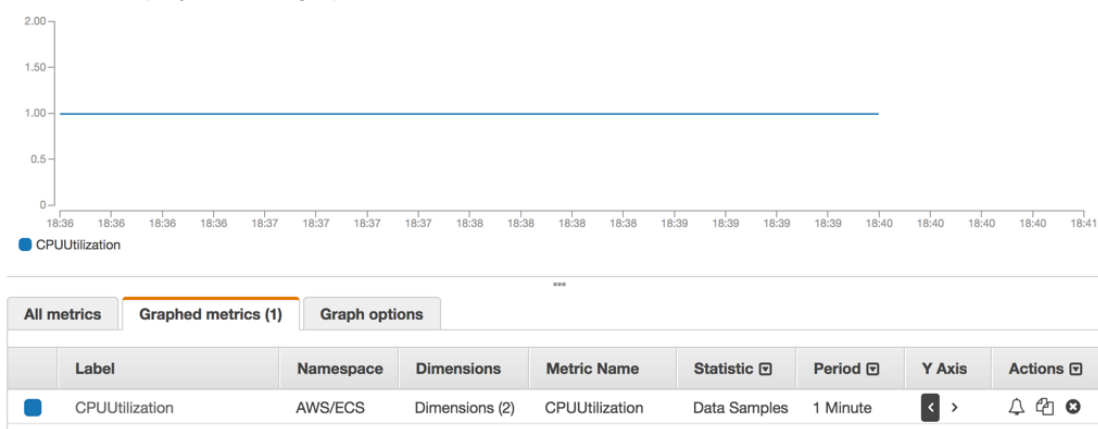 2.00
1.50
1.00
0.5
0
18:36 18:36 18:36 18:36 18:37 18:37 18:37 18:37 18:38 18:38 18:38 18:38 18:39 18:39 18:39 18:39 18:40 18:40 18:40 18:40 18:41
CPUUtilization
All metrics Graphed metrics (1) Graph options
Label Namespace Dimensions Metric Name Statistic Period Y Axis Actions
CPUUtilization AWS/ECS Dimensions (2) CPUUtilization Data Samples 1 Minute < >